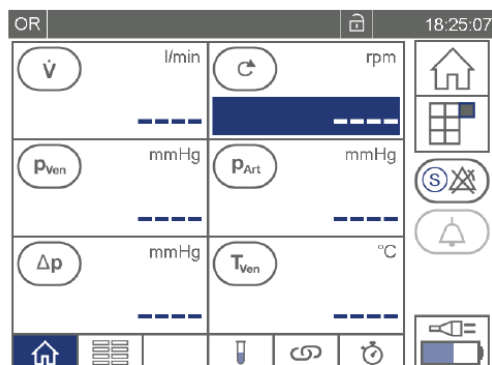 OR 18:25:07
V̇ l/min rpm
---- ----
pVen mmHg pArt mmHg
---- ----
Δp mmHg TVen °C
---- ----
S